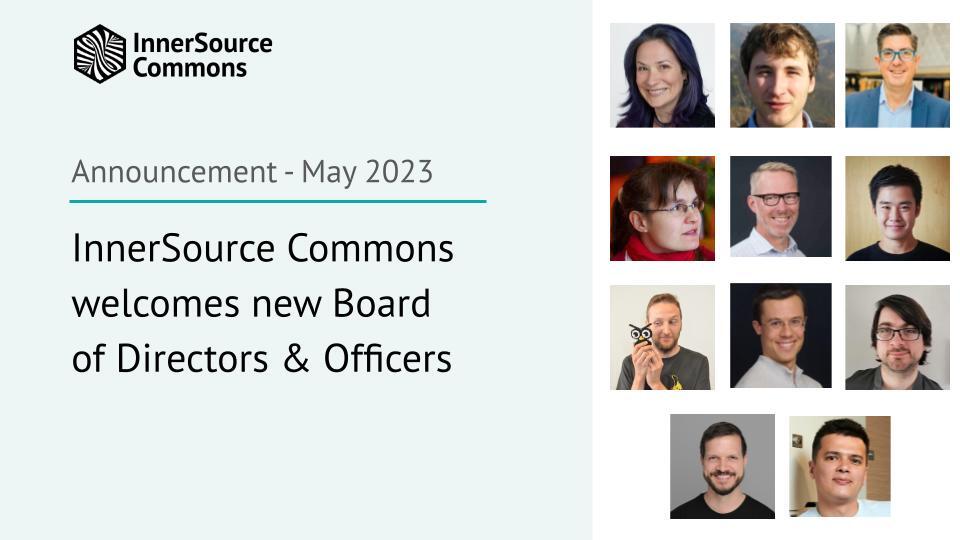 InnerSource
Commons
Announcement - May 2023
InnerSource Commons
welcomes new Board
of Directors & Officers